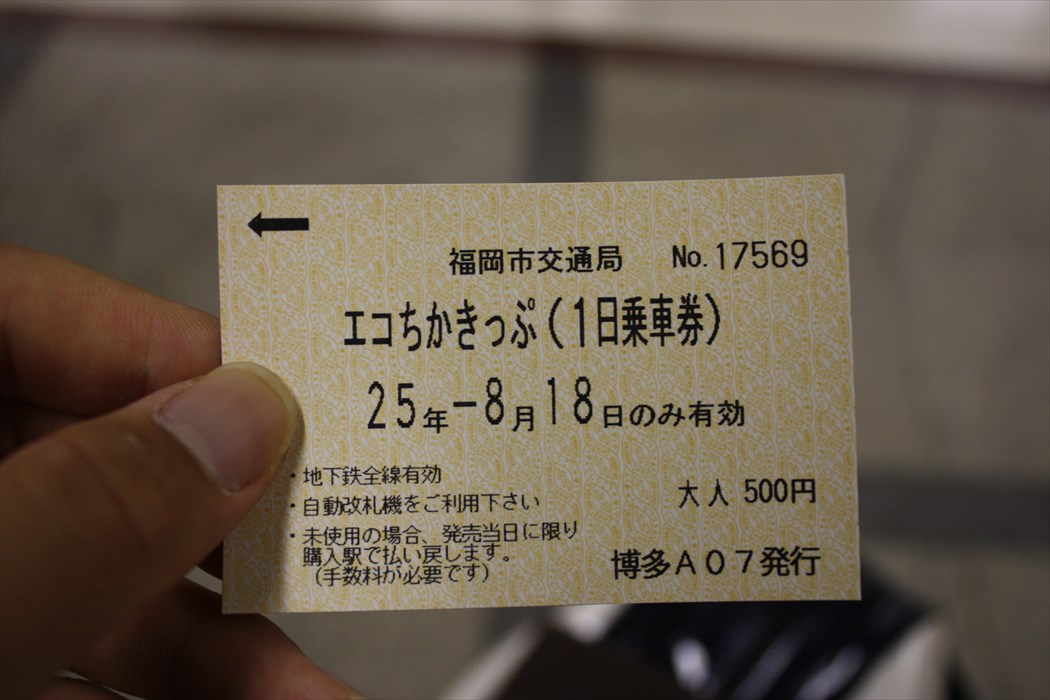 福岡市交通局 No.17569
エコちかきっぷ(1日乗車券)
25年-8月18日のみ有効
・地下鉄全線有効
・自動改札機をご利用下さい
大人 500円
・未使用の場合、発売当日に限り
購入駅で払い戻します。
(手数料が必要です)
博多A07発行